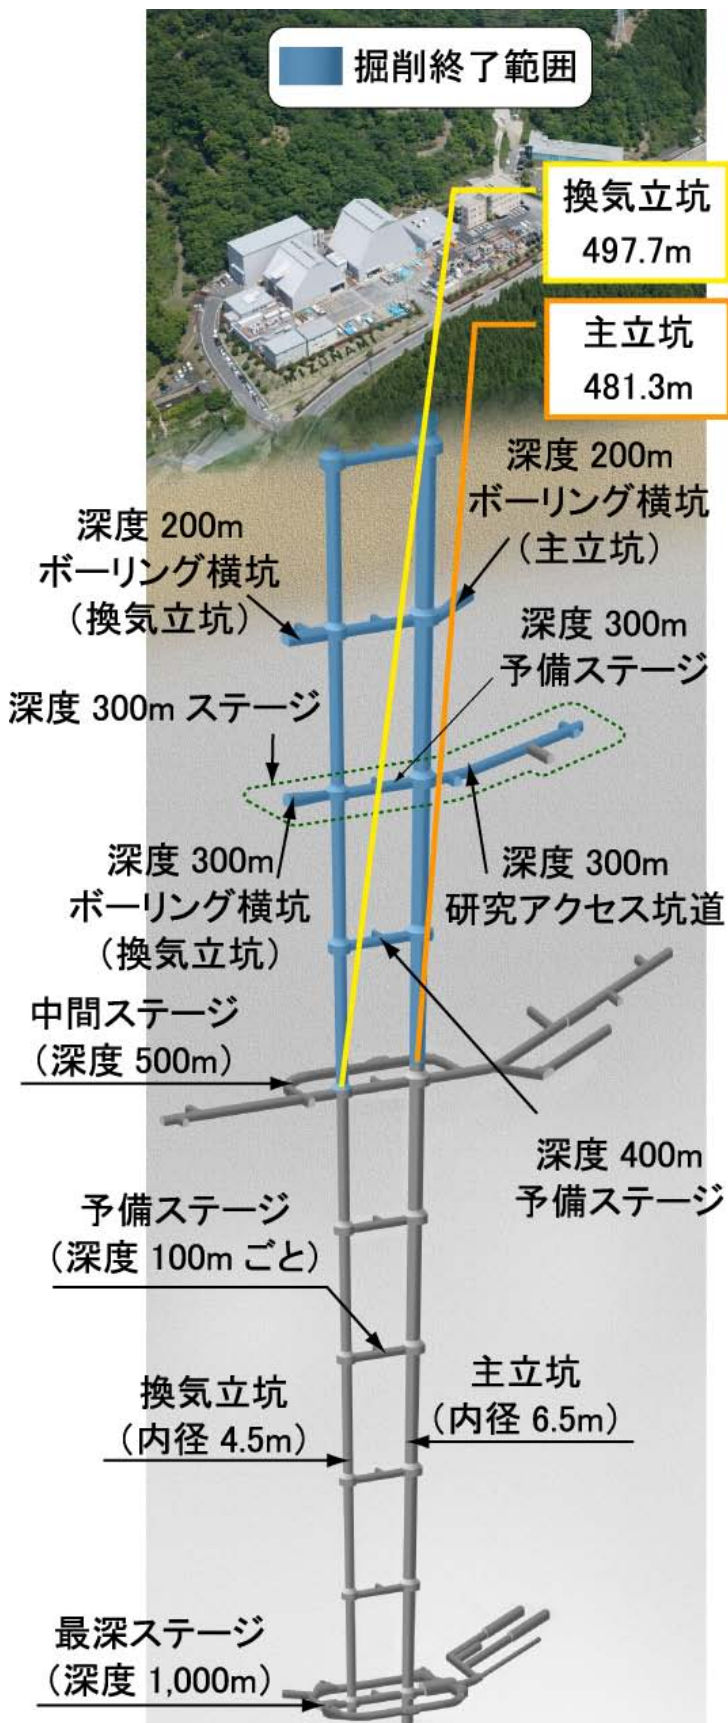 掘削終了範囲
換気立坑
497.7m
主立坑
481.3m
MIZUNAMI
深度 200m
ボーリング横坑
（主立坑）
深度 200m
ボーリング横坑
（換気立坑）
深度 300m
予備ステージ
深度 300m ステージ
深度 300m
ボーリング横坑
（換気立坑）
深度 300m
研究アクセス坑道
中間ステージ
（深度 500m）
深度 400m
予備ステージ
予備ステージ
（深度 100m ごと）
換気立坑
（内径 4.5m）
主立坑
（内径 6.5m）
最深ステージ
（深度 1,000m）